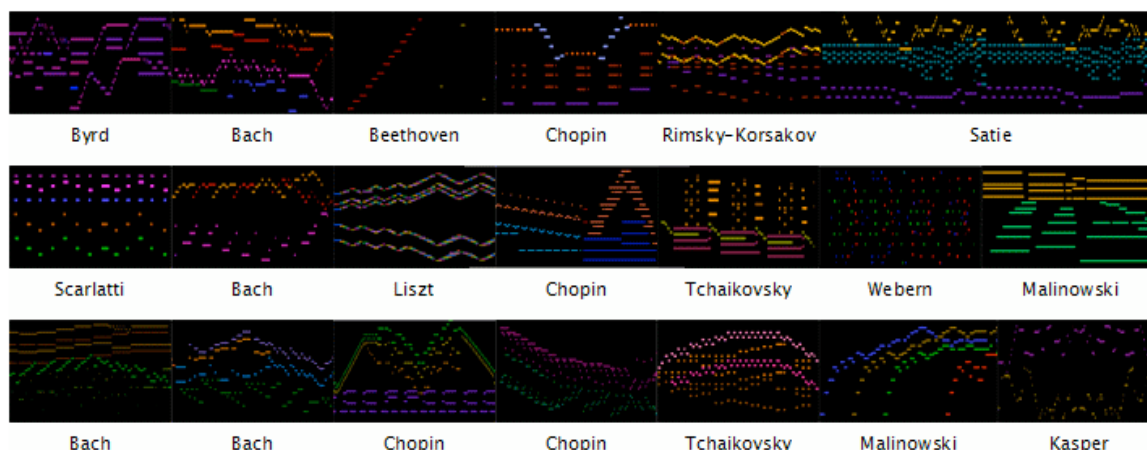 Byrd Bach Beethoven Chopin Rimsky-Korsakov Satie
Scarlatti Bach Liszt Chopin Tchaikovsky Webern Malinowski
Bach Bach Chopin Chopin Tchaikovsky Malinowski Kasper